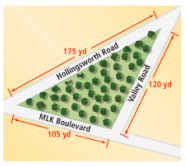 175 yd
Hollingsworth Road
Valley Road
120 yd
MLK Boulevard
105 yd